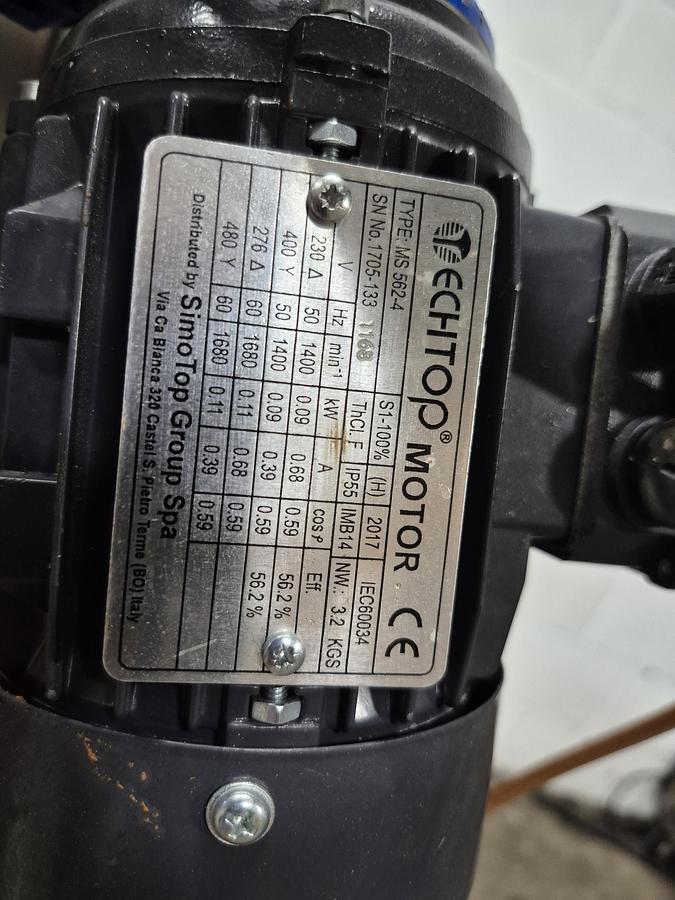 TECHTOP® MOTOR CE
TYPE: MS 562-4 S1-100% (H) 2017 IEC60034
SN No. 1705-133 1168 ThCl. F IP55 IMB14 NW.: 3.2 KGS
V Hz min⁻¹ kW A cosφ Eff.
230 Δ 50 1400 0.09 0.68 0.59 56.2 %
400 Y 50 1400 0.09 0.39 0.59 56.2 %
276 Δ 60 1680 0.11 0.68 0.59
480 Y 60 1680 0.11 0.39 0.59
Distributed by SimoTop Group Spa
Via Ca Bianca 320 Castel S. Pietro Terme (BO) Italy